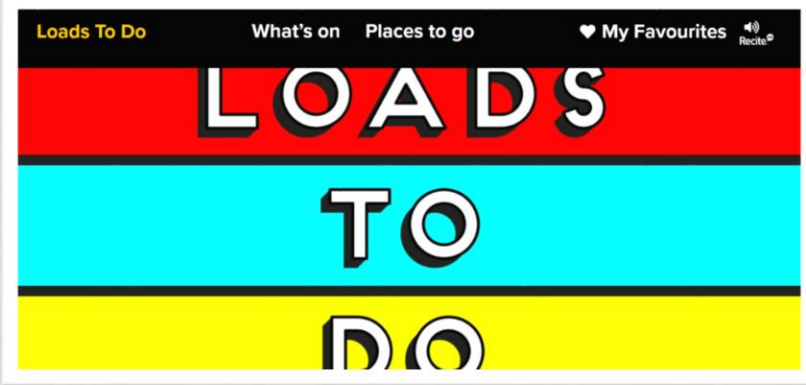 Loads To Do What's on Places to go My Favourites Recite
LOADS
TO
DO